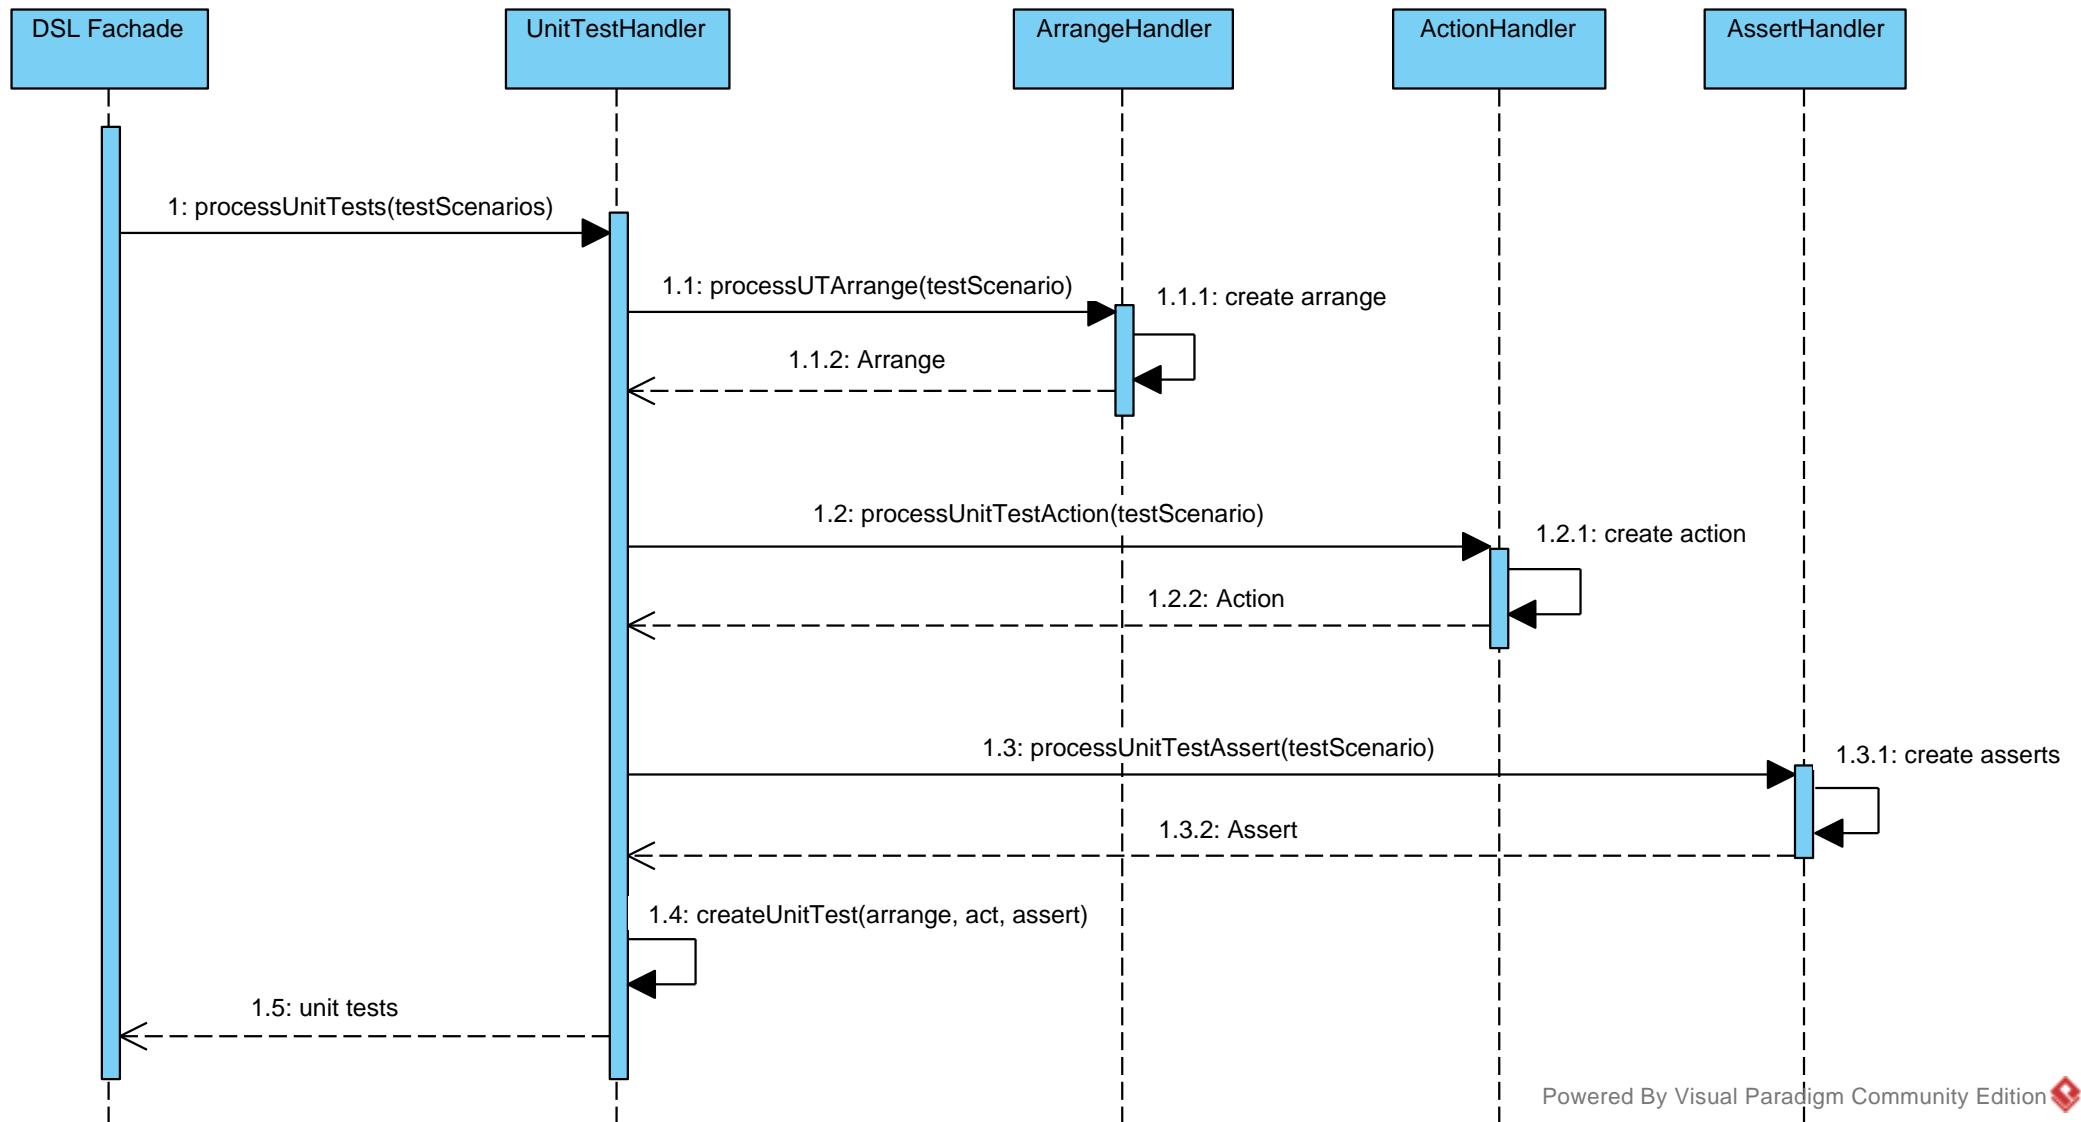 DSL Fachade
UnitTestHandler
ArrangeHandler
ActionHandler
AssertHandler
1: processUnitTests(testScenarios)
1.1: processUTArrange(testScenario)
1.1.1: create arrange
1.1.2: Arrange
1.2: processUnitTestAction(testScenario)
1.2.1: create action
1.2.2: Action
1.3: processUnitTestAssert(testScenario)
1.3.1: create asserts
1.3.2: Assert
1.4: createUnitTest(arrange, act, assert)
1.5: unit tests
Powered By Visual Paradigm Community Edition